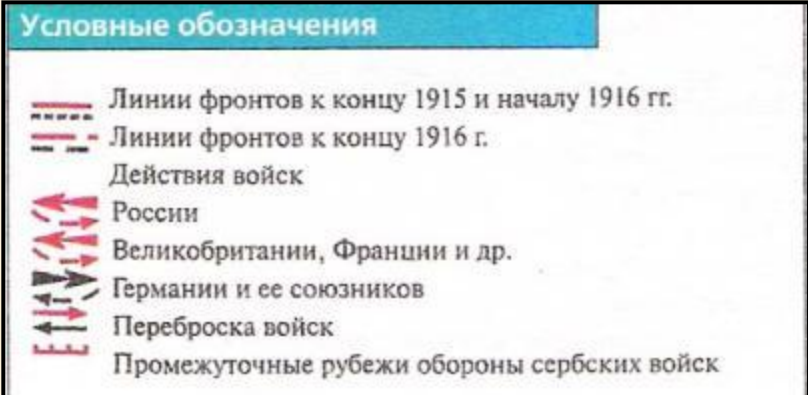 Условные обозначения
Линии фронтов к концу 1915 и началу 1916 гг.
Линии фронтов к концу 1916 г.
Действия войск
России
Великобритании, Франции и др.
Германии и ее союзников
Переброска войск
Промежуточные рубежи обороны сербских войск